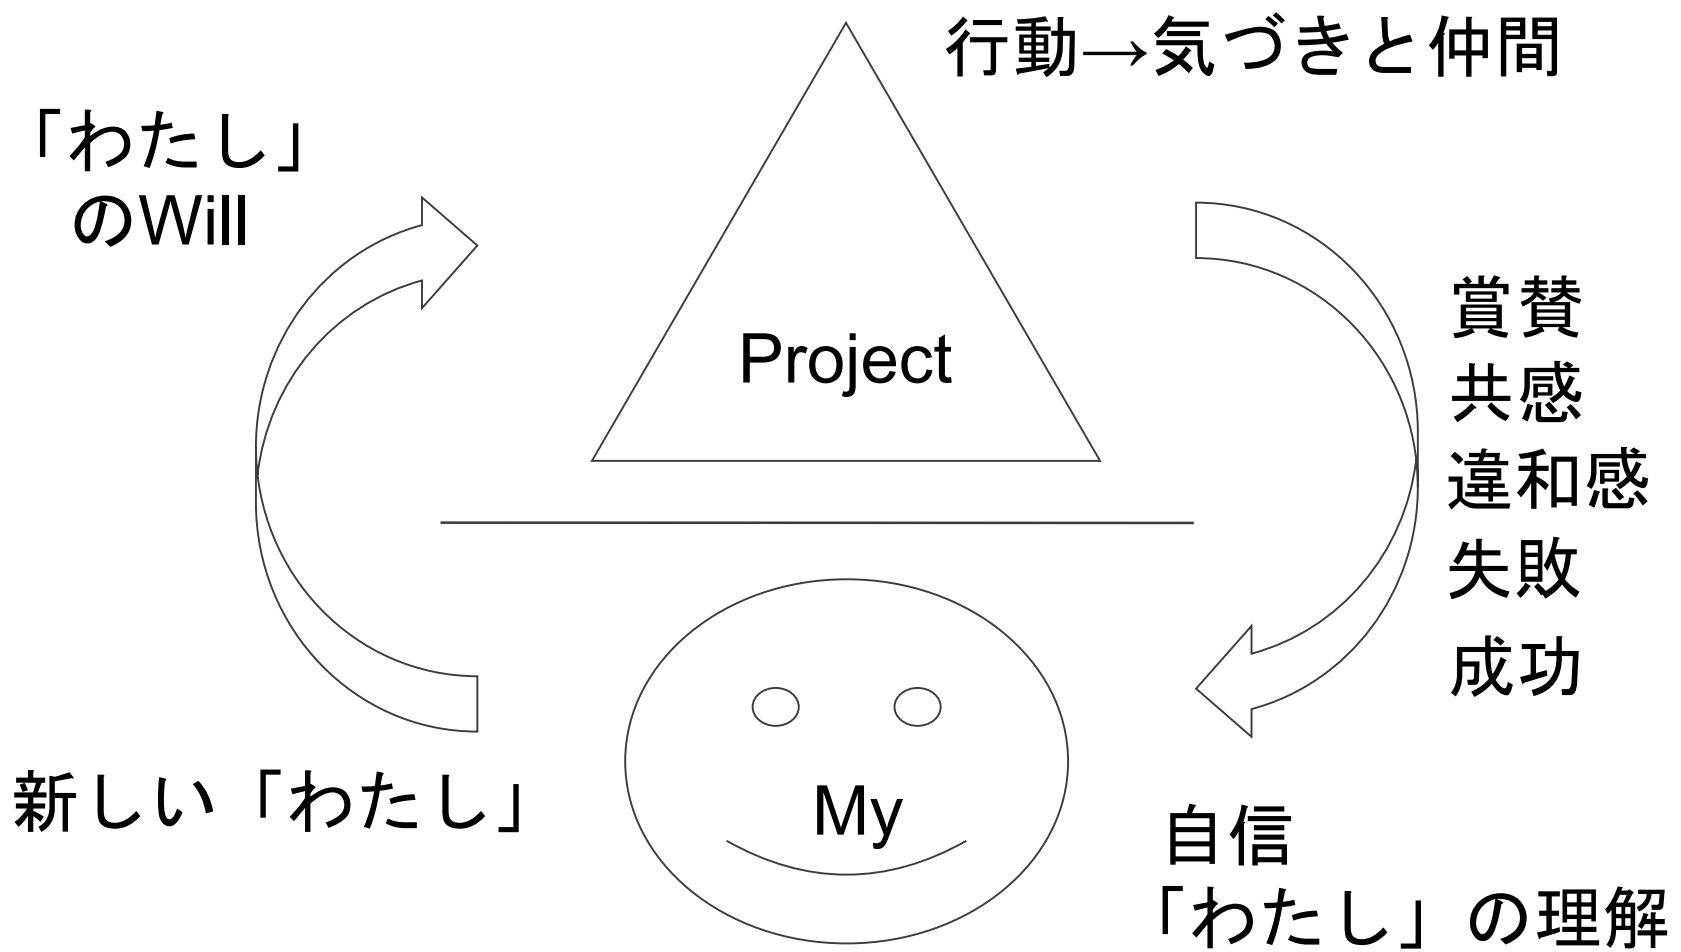 行動→気づきと仲間
「わたし」
のWill
賞賛
共感
違和感
失敗
成功
Project
My
新しい「わたし」
自信
「わたし」の理解